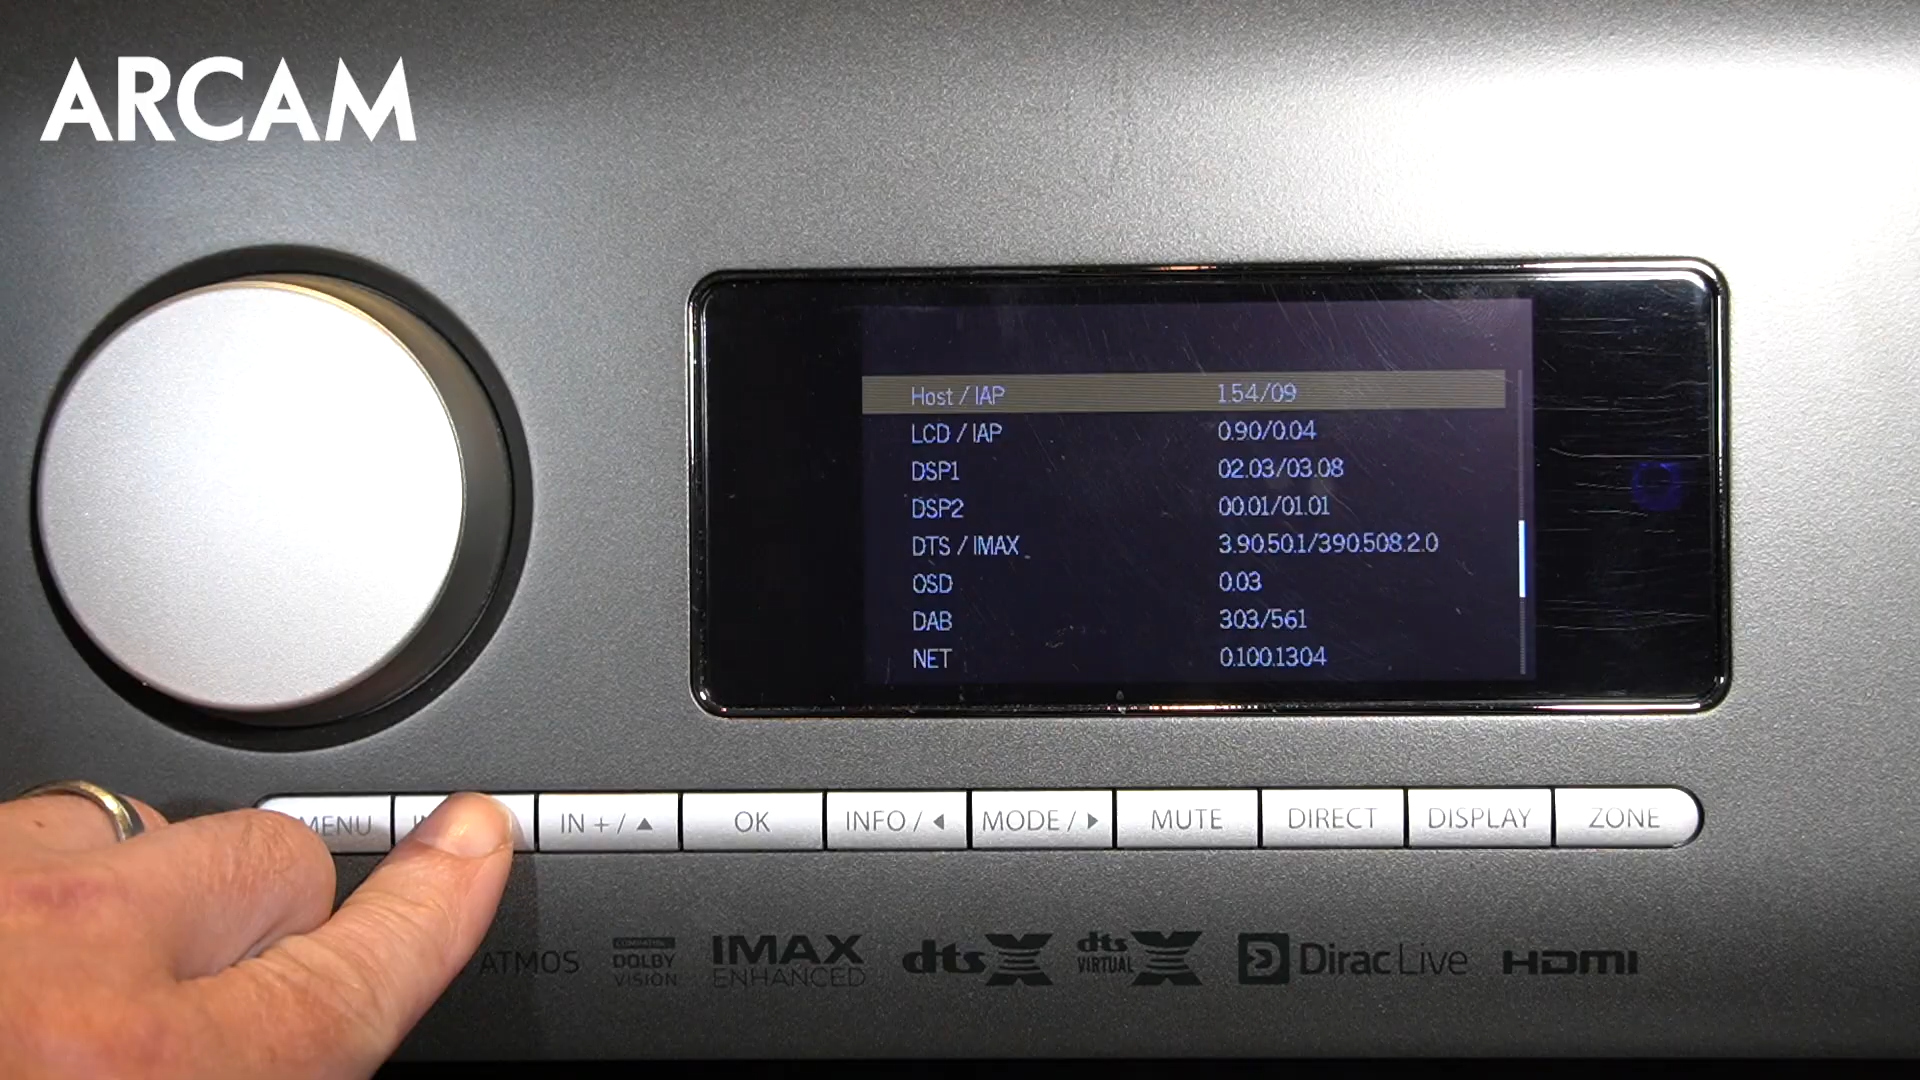 ARCAM
Host / IAP 1.54/09
LCD / IAP 0.90/0.04
DSP1 02.03/03.08
DSP2 00.01/01.01
DTS / IMAX 3.90.50.1/390.508.2.0
OSD 0.03
DAB 303/561
NET 0.100.1304
MENU IN + / ▲ OK INFO / ◀ MODE / ▶ MUTE DIRECT DISPLAY ZONE
ATMOS COMPATIBLE DOLBY VISION IMAX ENHANCED dts X dts VIRTUAL X Dirac Live HDMI